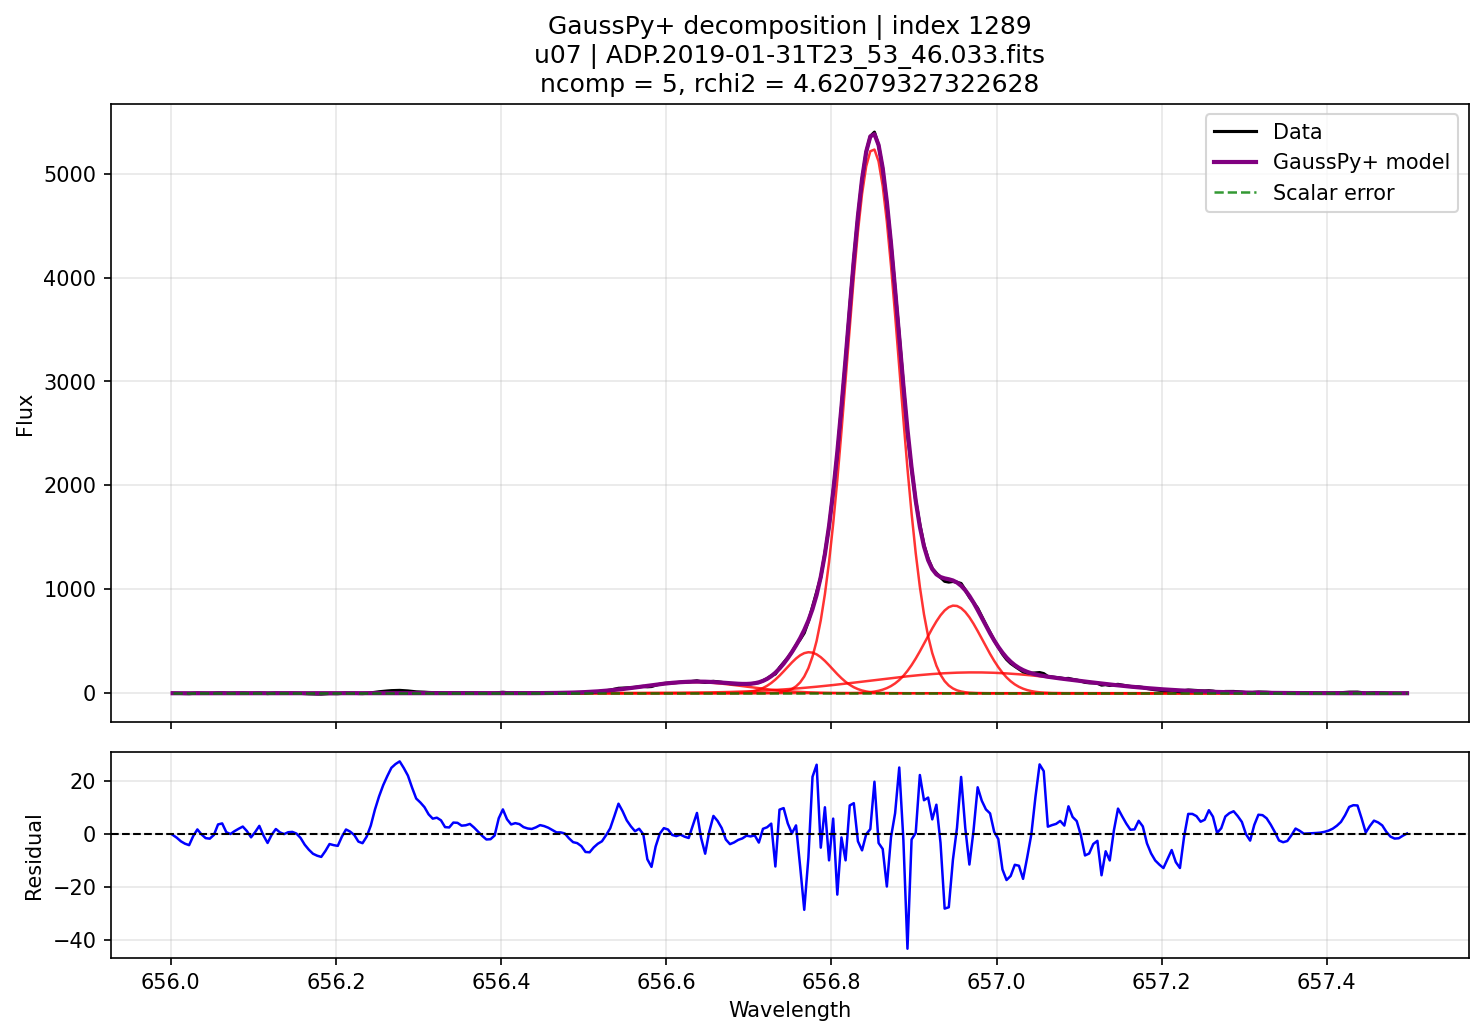 GaussPy+ decomposition | index 1289
u07 | ADP.2019-01-31T23_53_46.033.fits
ncomp = 5, rchi2 = 4.62079327322628
Data
GaussPy+ model
Scalar error
5000
4000
3000
2000
1000
0
Flux
20
0
−20
−40
Residual
656.0
656.2
656.4
656.6
656.8
657.0
657.2
657.4
Wavelength